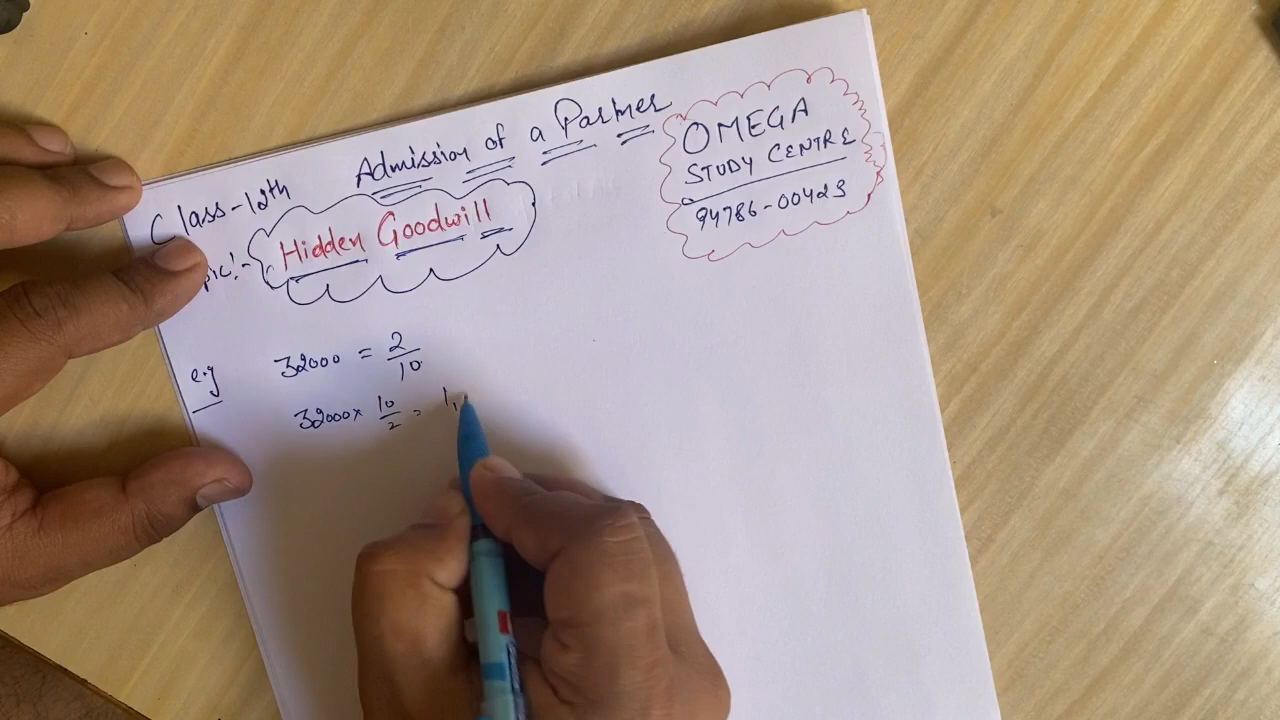 Admission of a Partner
OMEGA
STUDY CENTRE
94786-00423
Class-12th
Hidden Goodwill
e.g 32000 = 2/10
32000 x 10/2 = 1,